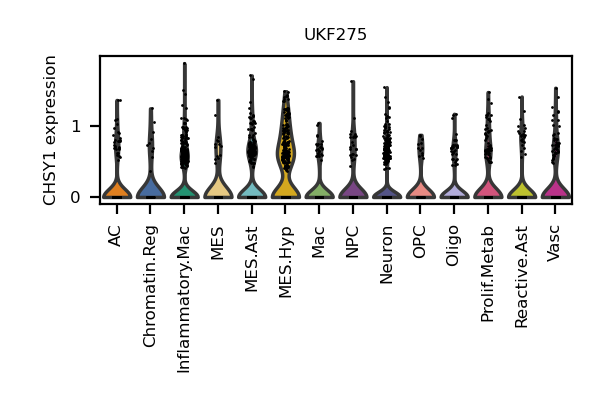 UKF275
CHSY1 expression
1
0
AC
Chromatin.Reg
Inflammatory.Mac
MES
MES.Ast
MES.Hyp
Mac
NPC
Neuron
OPC
Oligo
Prolif.Metab
Reactive.Ast
Vasc